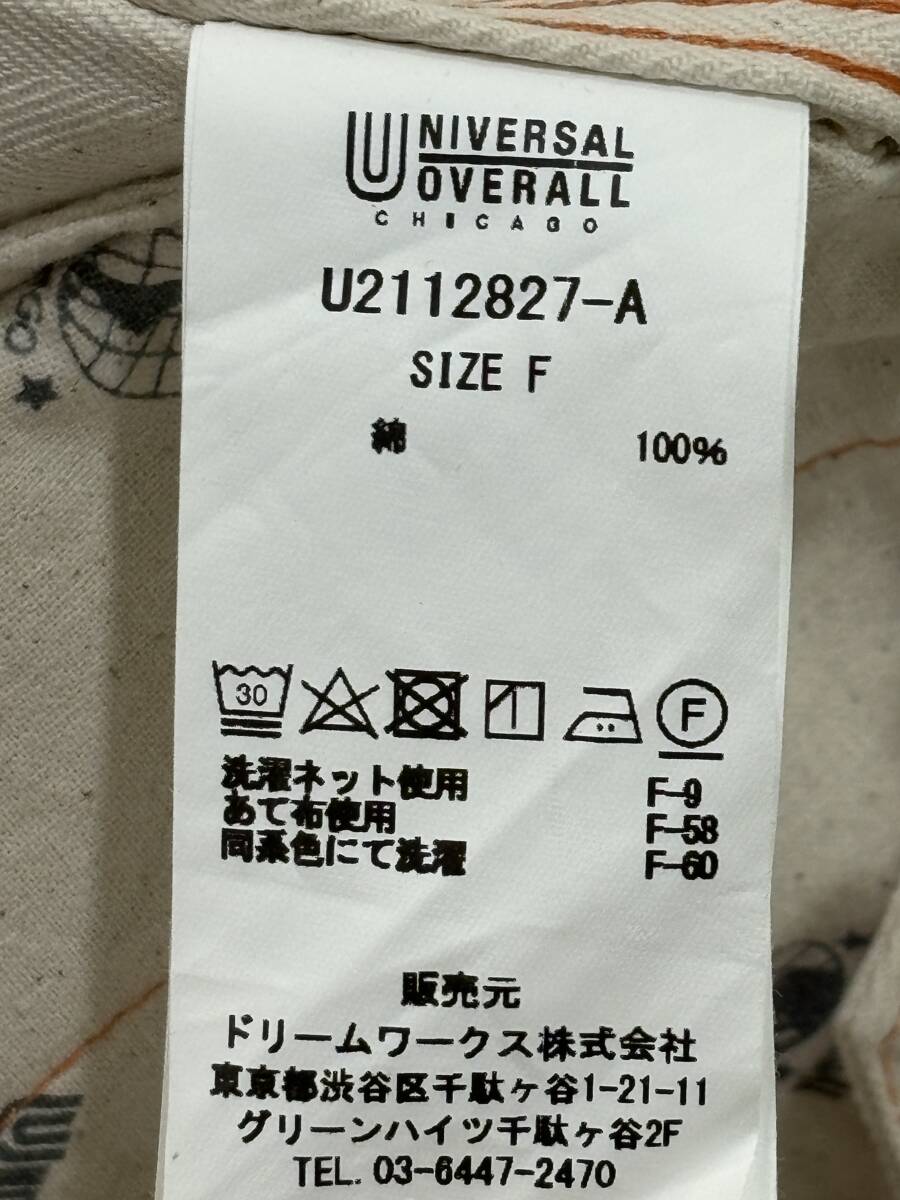 UNIVERSAL
OVERALL
CHICAGO
U2112827-A
SIZE F
綿 100%
30 F
洗濯ネット使用 F-9
あて布使用 F-58
同系色にて洗濯 F-60
販売元
ドリームワークス株式会社
東京都渋谷区千駄ヶ谷1-21-11
グリーンハイツ千駄ヶ谷2F
TEL. 03-6447-2470